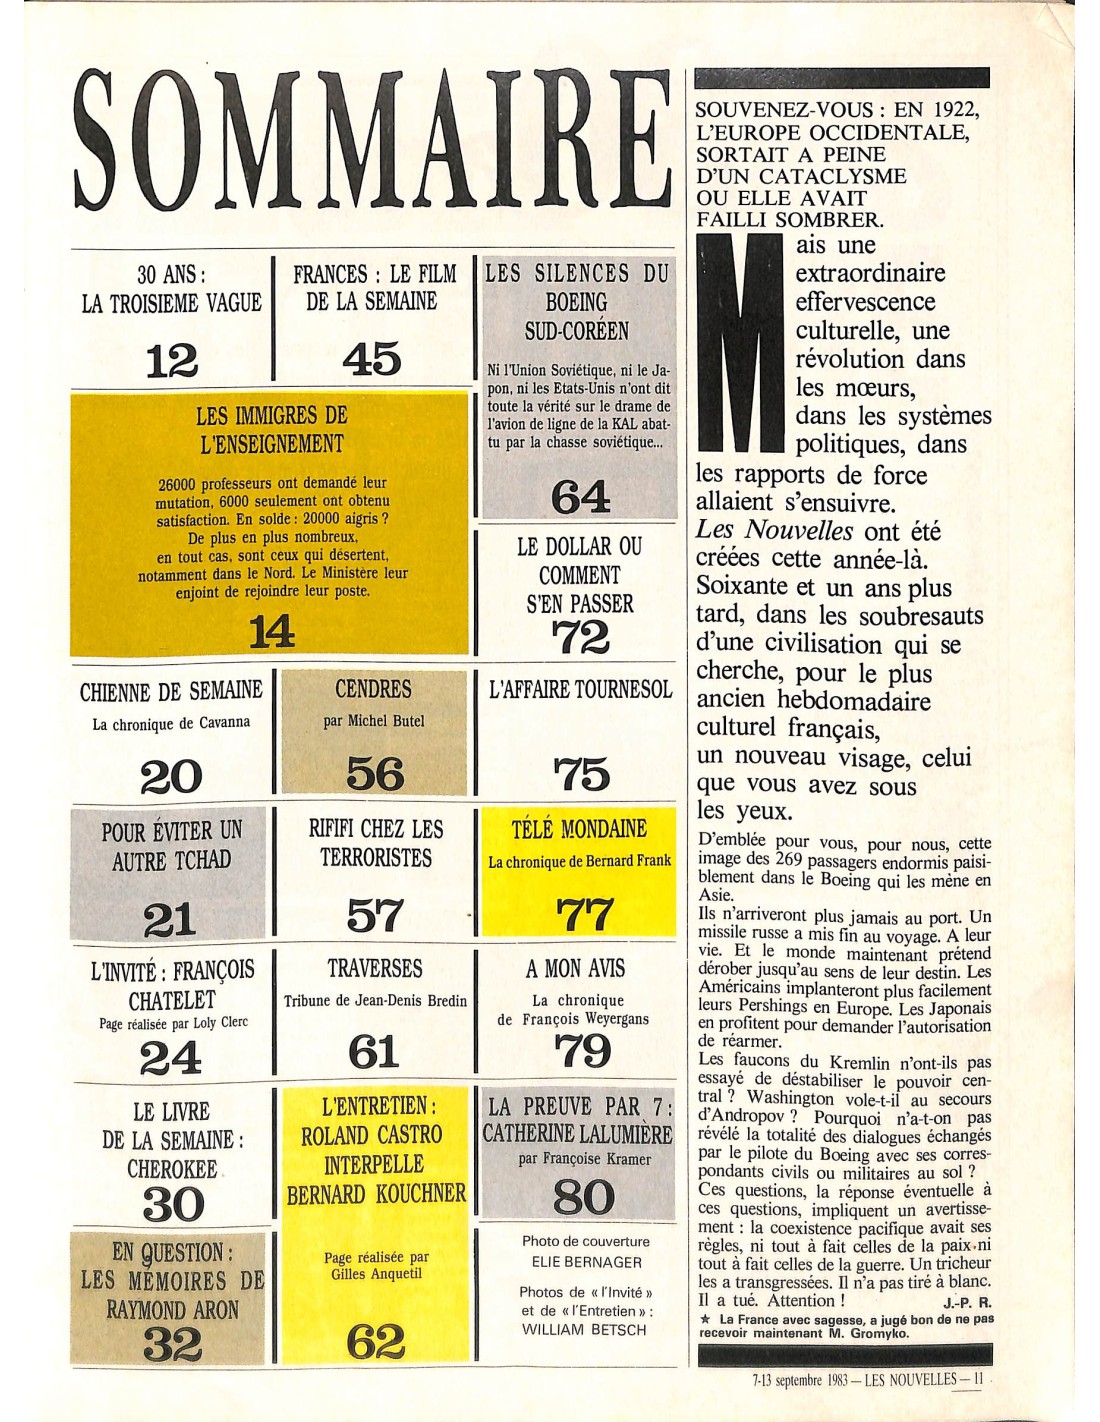 SOMMAIRE
30 ANS :
LA TROISIEME VAGUE
12
FRANCES : LE FILM
DE LA SEMAINE
45
LES SILENCES DU
BOEING
SUD-CORÉEN
Ni l'Union Soviétique, ni le Ja-
pon, ni les Etats-Unis n'ont dit
toute la vérité sur le drame de
l'avion de ligne de la KAL abat-
tu par la chasse soviétique...
64
LES IMMIGRES DE
L'ENSEIGNEMENT
26000 professeurs ont demandé leur
mutation, 6000 seulement ont obtenu
satisfaction. En solde : 20000 aigris ?
De plus en plus nombreux,
en tout cas, sont ceux qui désertent,
notamment dans le Nord. Le Ministère leur
enjoint de rejoindre leur poste.
14
LE DOLLAR OU
COMMENT
S'EN PASSER
72
CHIENNE DE SEMAINE
La chronique de Cavanna
20
CENDRES
par Michel Butel
56
L'AFFAIRE TOURNESOL
75
POUR ÉVITER UN
AUTRE TCHAD
21
RIFIFI CHEZ LES
TERRORISTES
57
TÉLÉ MONDAINE
La chronique de Bernard Frank
77
L'INVITÉ : FRANÇOIS
CHATELET
Page réalisée par Loly Clerc
24
TRAVERSES
Tribune de Jean-Denis Bredin
61
A MON AVIS
La chronique
de François Weyergans
79
LE LIVRE
DE LA SEMAINE :
CHEROKEE
30
L'ENTRETIEN :
ROLAND CASTRO
INTERPELLE
BERNARD KOUCHNER
Page réalisée par
Gilles Anquetil
62
LA PREUVE PAR 7 :
CATHERINE LALUMIÈRE
par Françoise Kramer
80
EN QUESTION :
LES MÉMOIRES DE
RAYMOND ARON
32
Photo de couverture
ELIE BERNAGER
Photos de « l'Invité »
et de « l'Entretien » :
WILLIAM BETSCH
SOUVENEZ-VOUS : EN 1922,
L'EUROPE OCCIDENTALE,
SORTAIT A PEINE
D'UN CATACLYSME
OU ELLE AVAIT
FAILLI SOMBRER.
Mais une
extraordinaire
effervescence
culturelle, une
révolution dans
les mœurs,
dans les systèmes
politiques, dans
les rapports de force
allaient s'ensuivre.
Les Nouvelles ont été
créées cette année-là.
Soixante et un ans plus
tard, dans les soubresauts
d'une civilisation qui se
cherche, pour le plus
ancien hebdomadaire
culturel français,
un nouveau visage, celui
que vous avez sous
les yeux.
D'emblée pour vous, pour nous, cette
image des 269 passagers endormis paisi-
blement dans le Boeing qui les mène en
Asie.
Ils n'arriveront plus jamais au port. Un
missile russe a mis fin au voyage. A leur
vie. Et le monde maintenant prétend
dérober jusqu'au sens de leur destin. Les
Américains implanteront plus facilement
leurs Pershings en Europe. Les Japonais
en profitent pour demander l'autorisation
de réarmer.
Les faucons du Kremlin n'ont-ils pas
essayé de déstabiliser le pouvoir cen-
tral ? Washington vole-t-il au secours
d'Andropov ? Pourquoi n'a-t-on pas
révélé la totalité des dialogues échangés
par le pilote du Boeing avec ses corres-
pondants civils ou militaires au sol ?
Ces questions, la réponse éventuelle à
ces questions, impliquent un avertisse-
ment : la coexistence pacifique avait ses
règles, ni tout à fait celles de la paix ni
tout à fait celles de la guerre. Un tricheur
les a transgressées. Il n'a pas tiré à blanc.
Il a tué. Attention ! J.-P. R.
★ La France avec sagesse, a jugé bon de ne pas
recevoir maintenant M. Gromyko.
7-13 septembre 1983 — LES NOUVELLES — 11